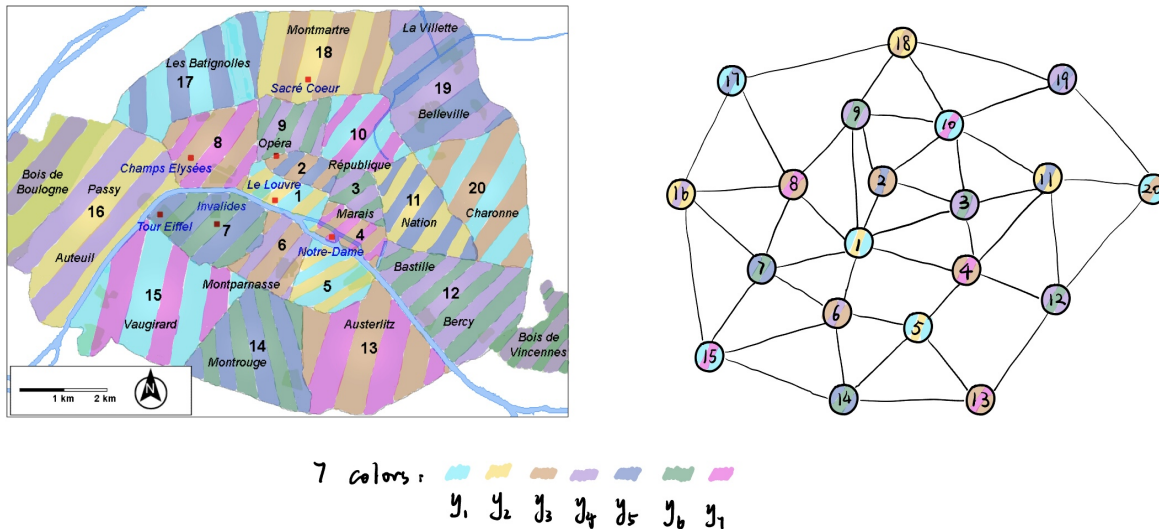 Montmartre
18
Sacré Coeur
La Villette
19
Belleville
Les Batignolles
17
8
Champs Elysées
9
Opéra
10
République
2
Le Louvre
1
3
Marais
4
Notre-Dame
11
Nation
20
Charonne
Bois de
Boulogne
Passy
16
Auteuil
Tour Eiffel
Invalides
7
6
5
Montparnasse
15
Vaugirard
14
Montrouge
Austerlitz
13
Bastille
12
Bercy
Bois de
Vincennes
1 km 2 km
N
18
17
19
9
10
16
8
2
11
20
3
1
7
4
12
6
5
15
14
13
7 colors:
y₁ y₂ y₃ y₄ y₅ y₆ y₇